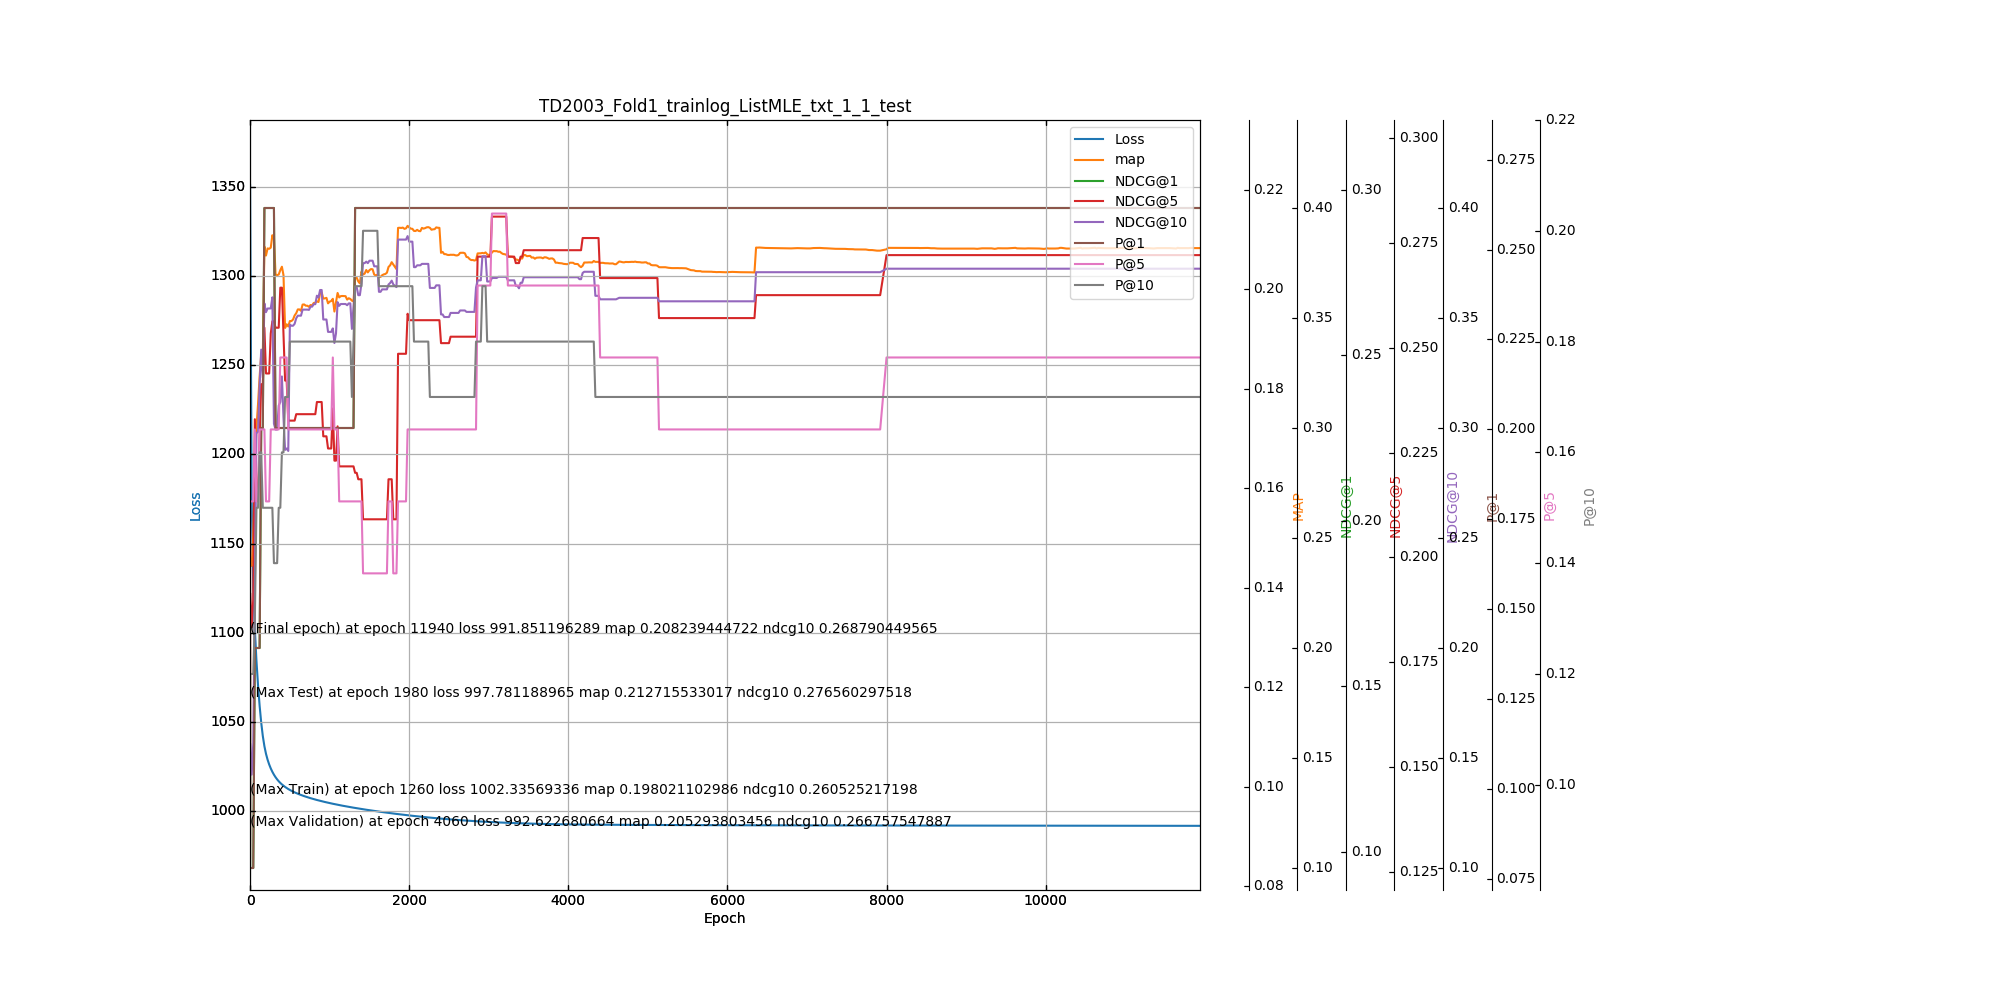 TD2003_Fold1_trainlog_ListMLE_txt_1_1_test
Loss
map
NDCG@1
NDCG@5
NDCG@10
P@1
P@5
P@10
1350
1300
1250
1200
1150
1100
1050
1000
Loss
(Final epoch) at epoch 11940 loss 991.851196289 map 0.208239444722 ndcg10 0.268790449565
(Max Test) at epoch 1980 loss 997.781188965 map 0.212715533017 ndcg10 0.276560297518
(Max Train) at epoch 1260 loss 1002.33569336 map 0.198021102986 ndcg10 0.260525217198
(Max Validation) at epoch 4060 loss 992.622680664 map 0.205293803456 ndcg10 0.266757547887
0 2000 4000 6000 8000 10000
Epoch
0.22
0.20
0.18
0.16
0.14
0.12
0.10
0.08
MAP
0.40
0.35
0.30
0.25
0.20
0.15
0.10
NDCG@1
0.30
0.25
0.20
0.15
0.10
NDCG@5
0.300
0.275
0.250
0.225
0.200
0.175
0.150
0.125
NDCG@10
0.40
0.35
0.30
0.25
0.20
0.15
0.10
P@1
0.275
0.250
0.225
0.200
0.175
0.150
0.125
0.100
0.075
P@5
0.22
0.20
0.18
0.16
0.14
0.12
0.10
P@10